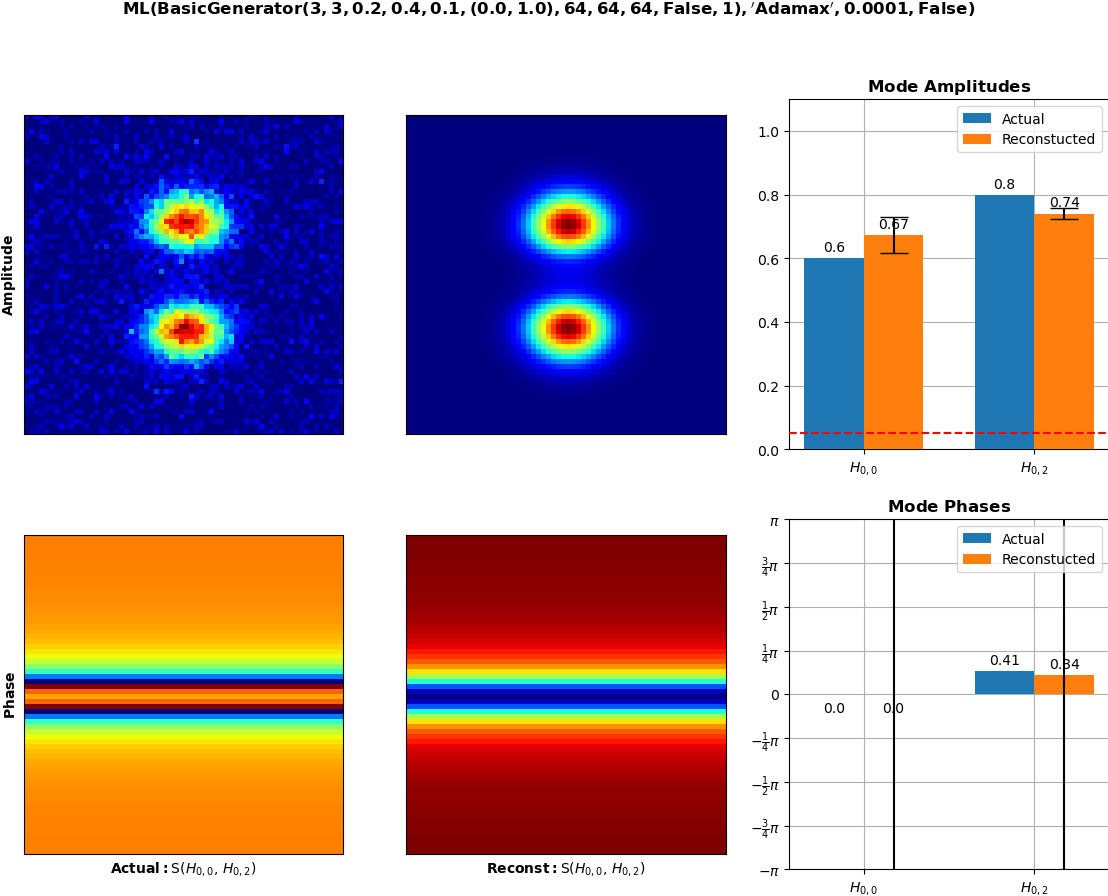 ML(BasicGenerator(3, 3, 0.2, 0.4, 0.1, (0.0, 1.0), 64, 64, 64, False, 1), ′Adamax′, 0.0001, False)
Amplitude
Mode Amplitudes
Actual
Reconstucted
1.0
0.8
0.6
0.4
0.2
0.0
0.6
0.67
0.8
0.74
H0,0
H0,2
Phase
Actual: S(H0,0, H0,2)
Reconst: S(H0,0, H0,2)
Mode Phases
Actual
Reconstucted
π
3/4π
1/2π
1/4π
0
−1/4π
−1/2π
−3/4π
−π
0.0
0.0
0.41
0.34
H0,0
H0,2